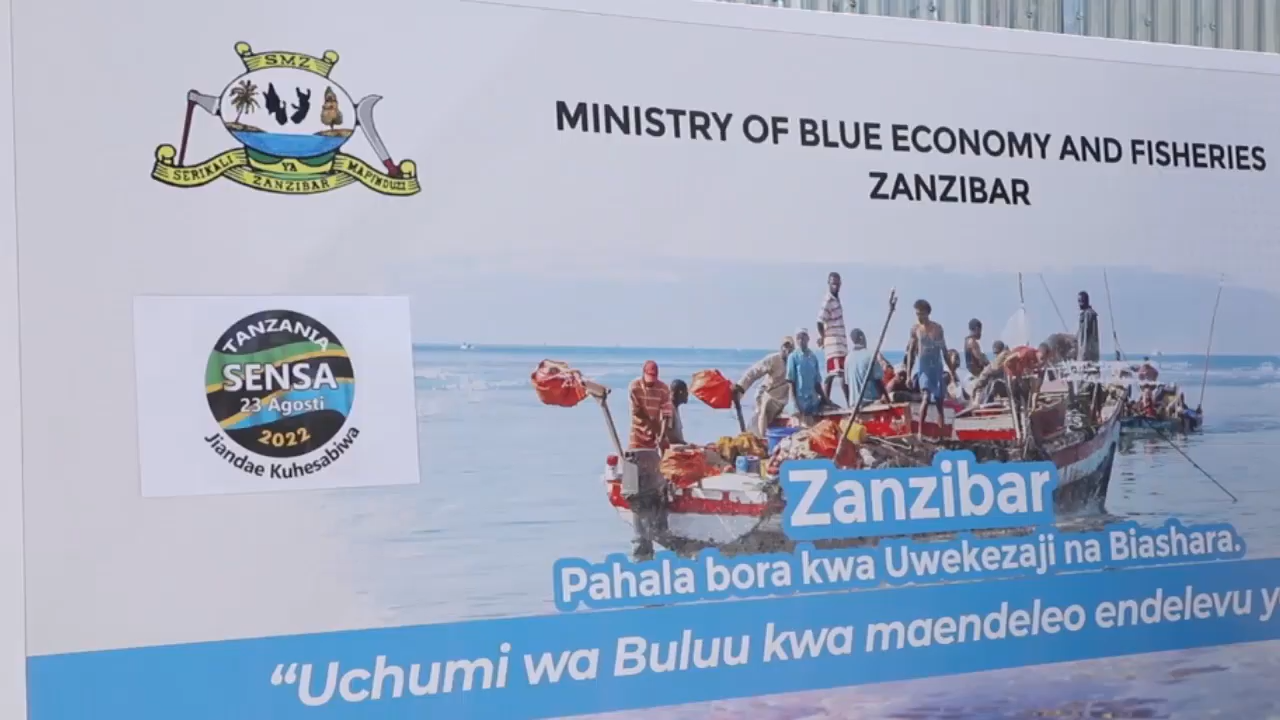 SMZ
SERIKALI YA MAPINDUZI
ZANZIBAR
MINISTRY OF BLUE ECONOMY AND FISHERIES
ZANZIBAR
TANZANIA
SENSA
23 Agosti
2022
Jiandae Kuhesabiwa
Zanzibar
Pahala bora kwa Uwekezaji na Biashara.
“Uchumi wa Buluu kwa maendeleo endelevu y